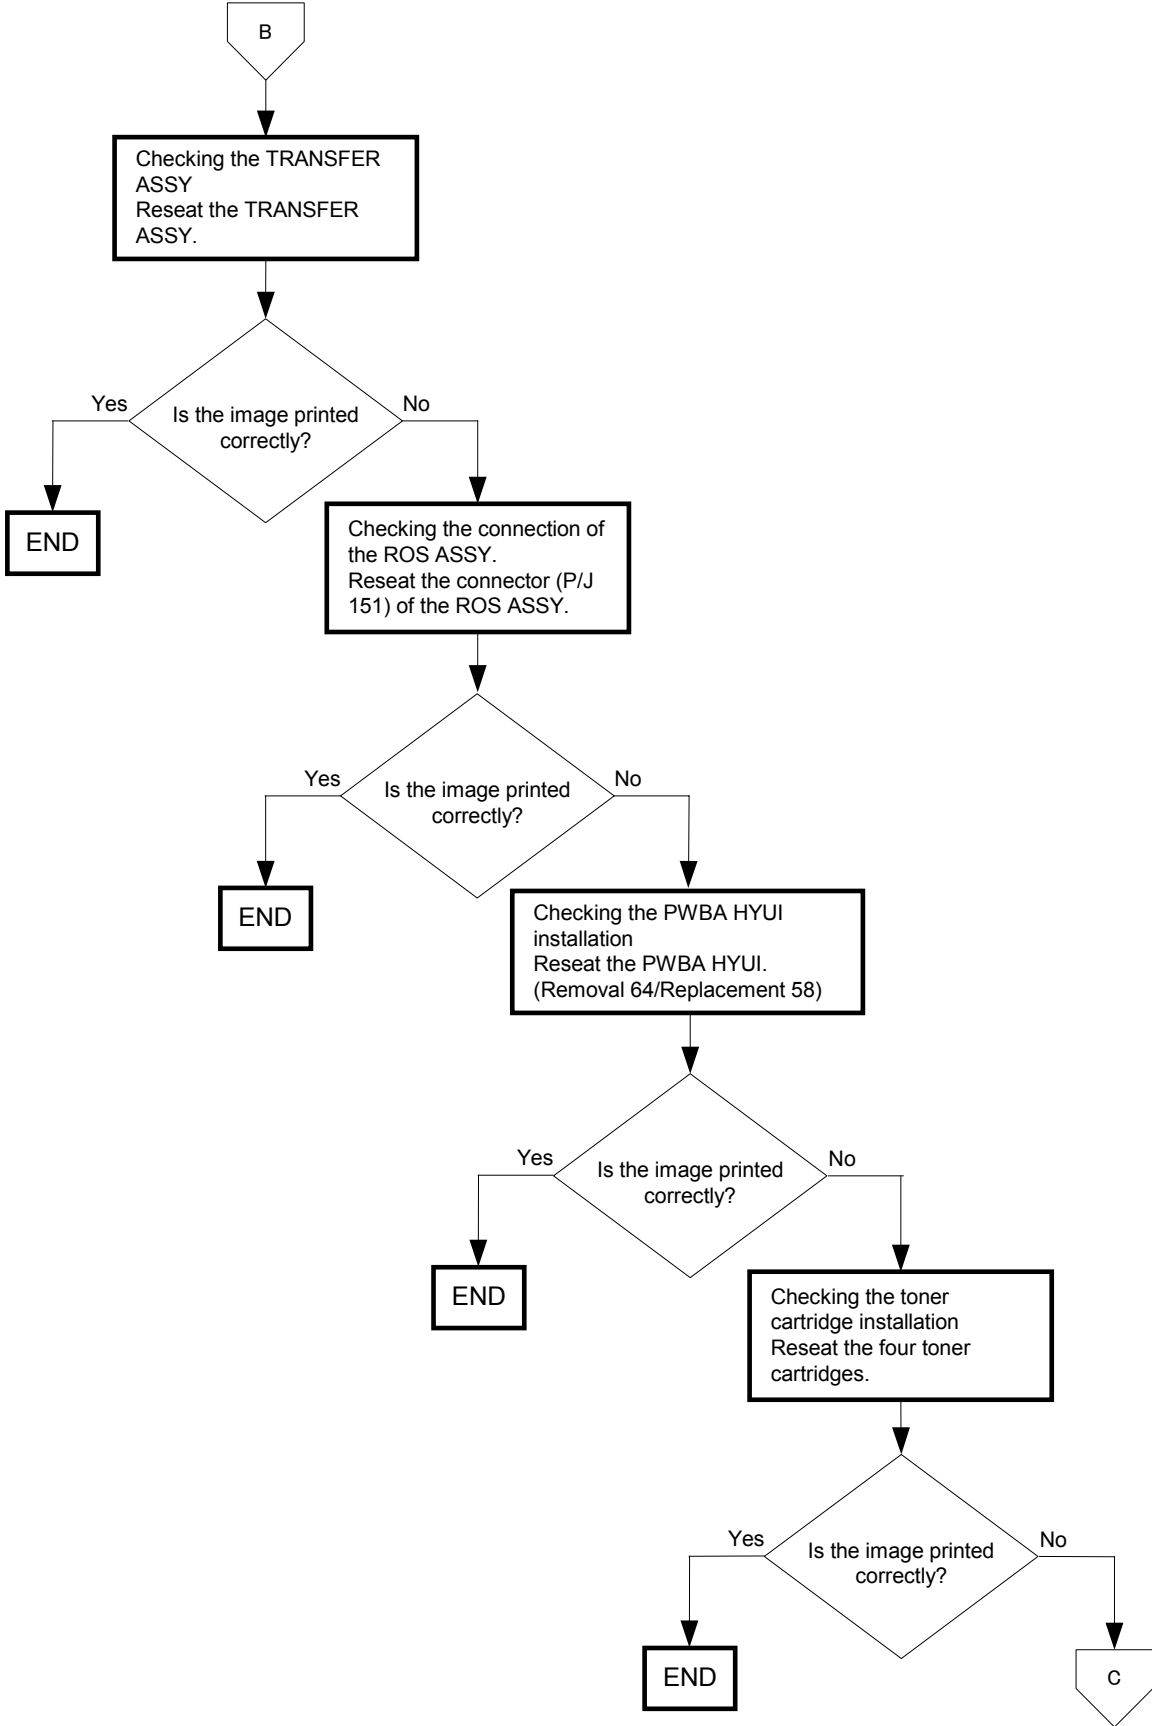 B
Checking the TRANSFER
ASSY
Reseat the TRANSFER
ASSY.
Yes
No
Is the image printed
correctly?
END
Checking the connection of
the ROS ASSY.
Reseat the connector (P/J
151) of the ROS ASSY.
Yes
No
Is the image printed
correctly?
END
Checking the PWBA HYUI
installation
Reseat the PWBA HYUI.
(Removal 64/Replacement 58)
Yes
No
Is the image printed
correctly?
END
Checking the toner
cartridge installation
Reseat the four toner
cartridges.
Yes
No
Is the image printed
correctly?
END
C